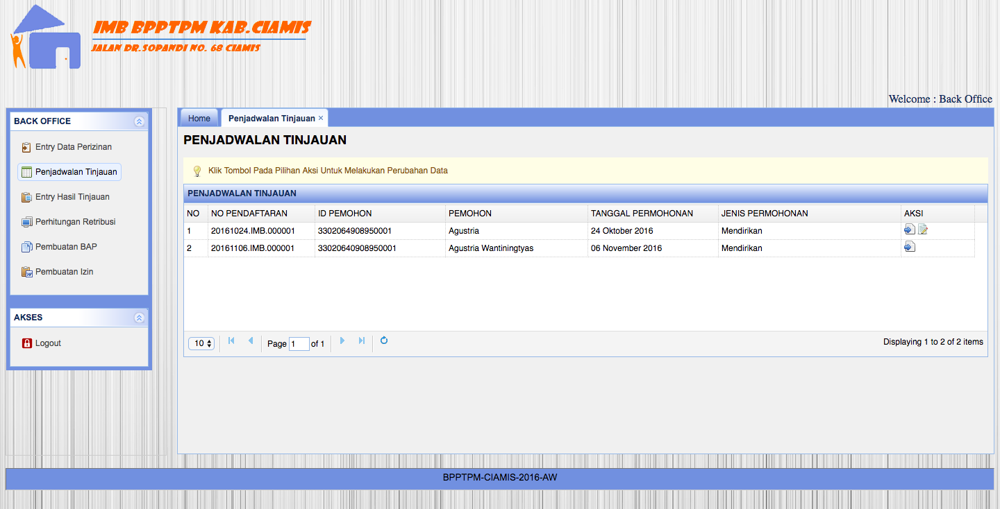 IMB BPPTPM KAB.CIAMIS
JALAN DR.SOPANDI NO. 68 CIAMIS
Welcome : Back Office
BACK OFFICE
Entry Data Perizinan
Penjadwalan Tinjauan
Entry Hasil Tinjauan
Perhitungan Retribusi
Pembuatan BAP
Pembuatan Izin
AKSES
Logout
Home Penjadwalan Tinjauan ×
PENJADWALAN TINJAUAN
Klik Tombol Pada Pilihan Aksi Untuk Melakukan Perubahan Data
PENJADWALAN TINJAUAN
NO NO PENDAFTARAN ID PEMOHON PEMOHON TANGGAL PERMOHONAN JENIS PERMOHONAN AKSI
1 20161024.IMB.000001 3302064908950001 Agustria 24 Oktober 2016 Mendirikan
2 20161106.IMB.000001 33020640908950001 Agustria Wantiningtyas 06 November 2016 Mendirikan
10 Page 1 of 1 Displaying 1 to 2 of 2 items
BPPTPM-CIAMIS-2016-AW